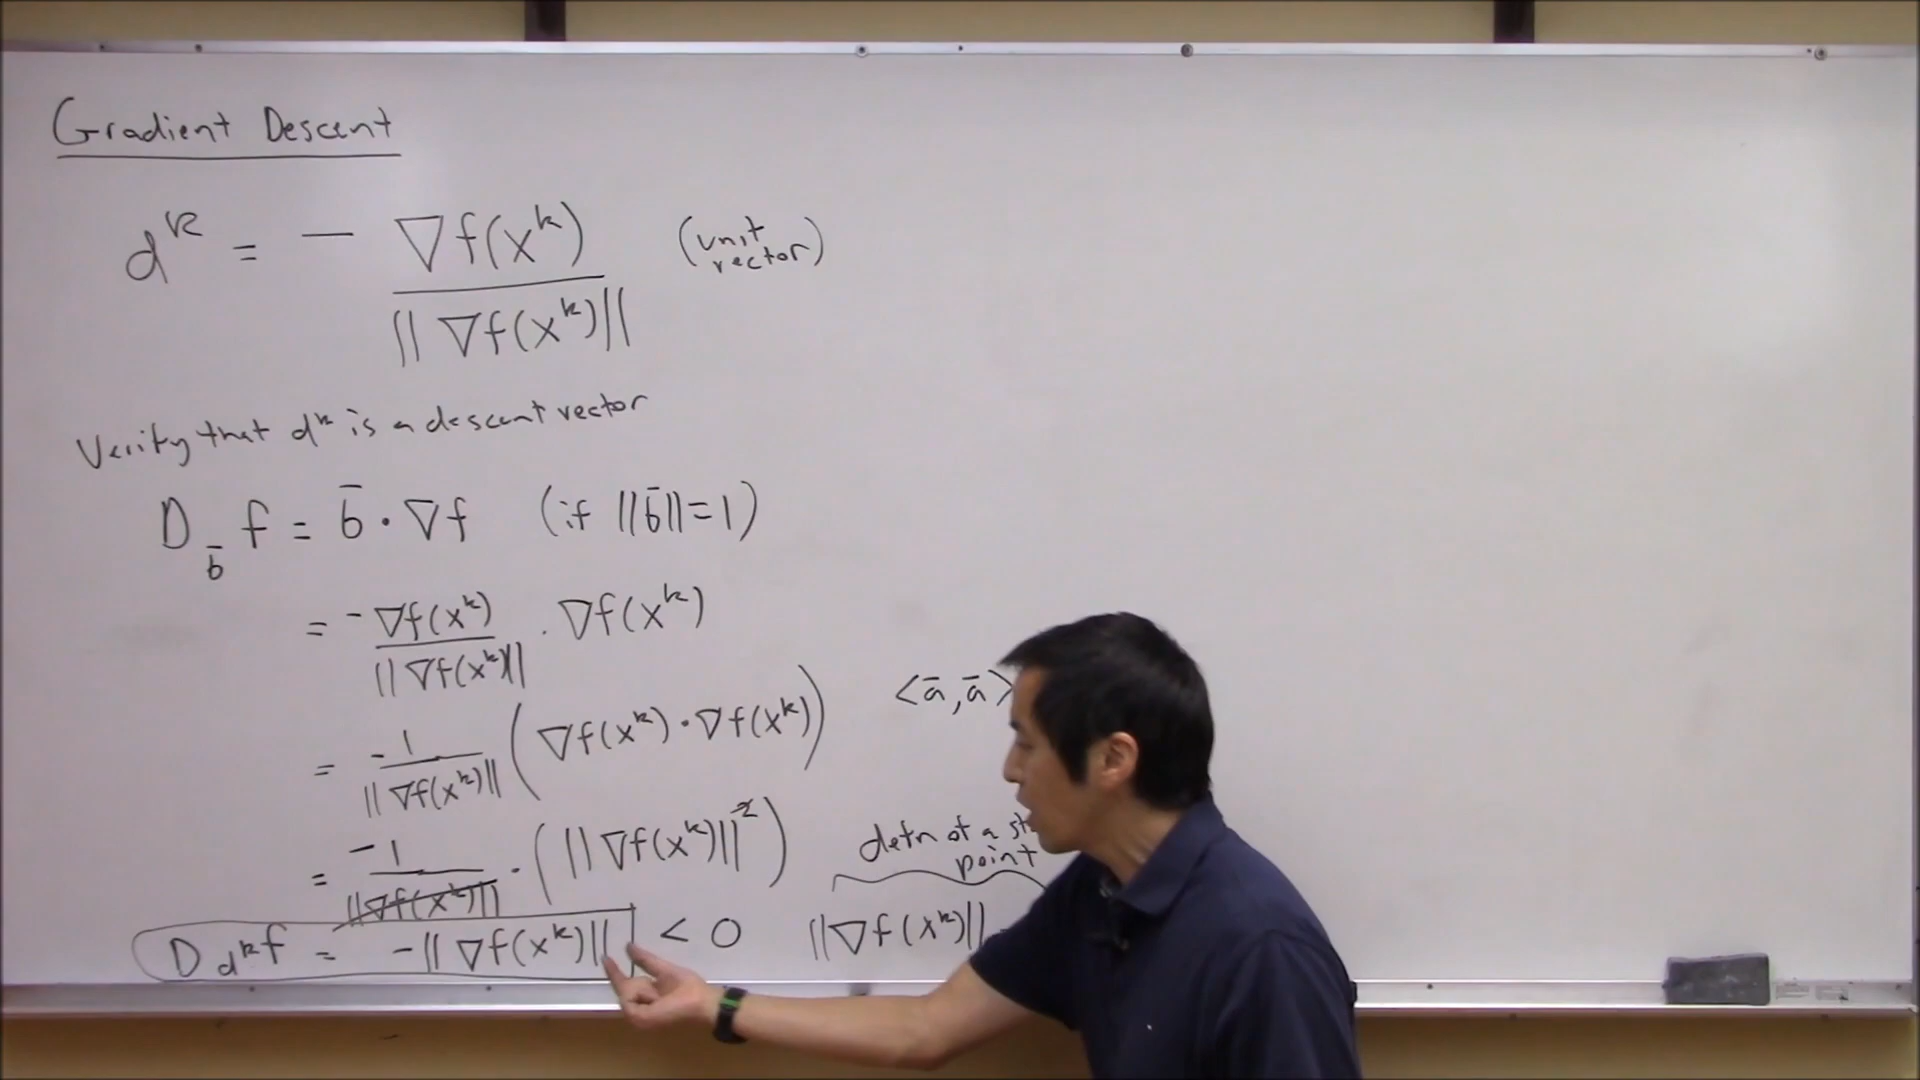 Gradient Descent
d^k = - ∇f(x^k) / ||∇f(x^k)|| (unit vector)
Verify that d^k is a descent vector
D_b̄ f = b̄ · ∇f (if ||b̄||=1)
= -∇f(x^k) / ||∇f(x^k)|| · ∇f(x^k)
<ā,ā>
= -1 / ||∇f(x^k)|| (∇f(x^k) · ∇f(x^k))
= -1 / ||∇f(x^k)|| · (||∇f(x^k)||^2)
defn of a
point
D_{d^k} f = -||∇f(x^k)|| < 0
||∇f(x^k)||